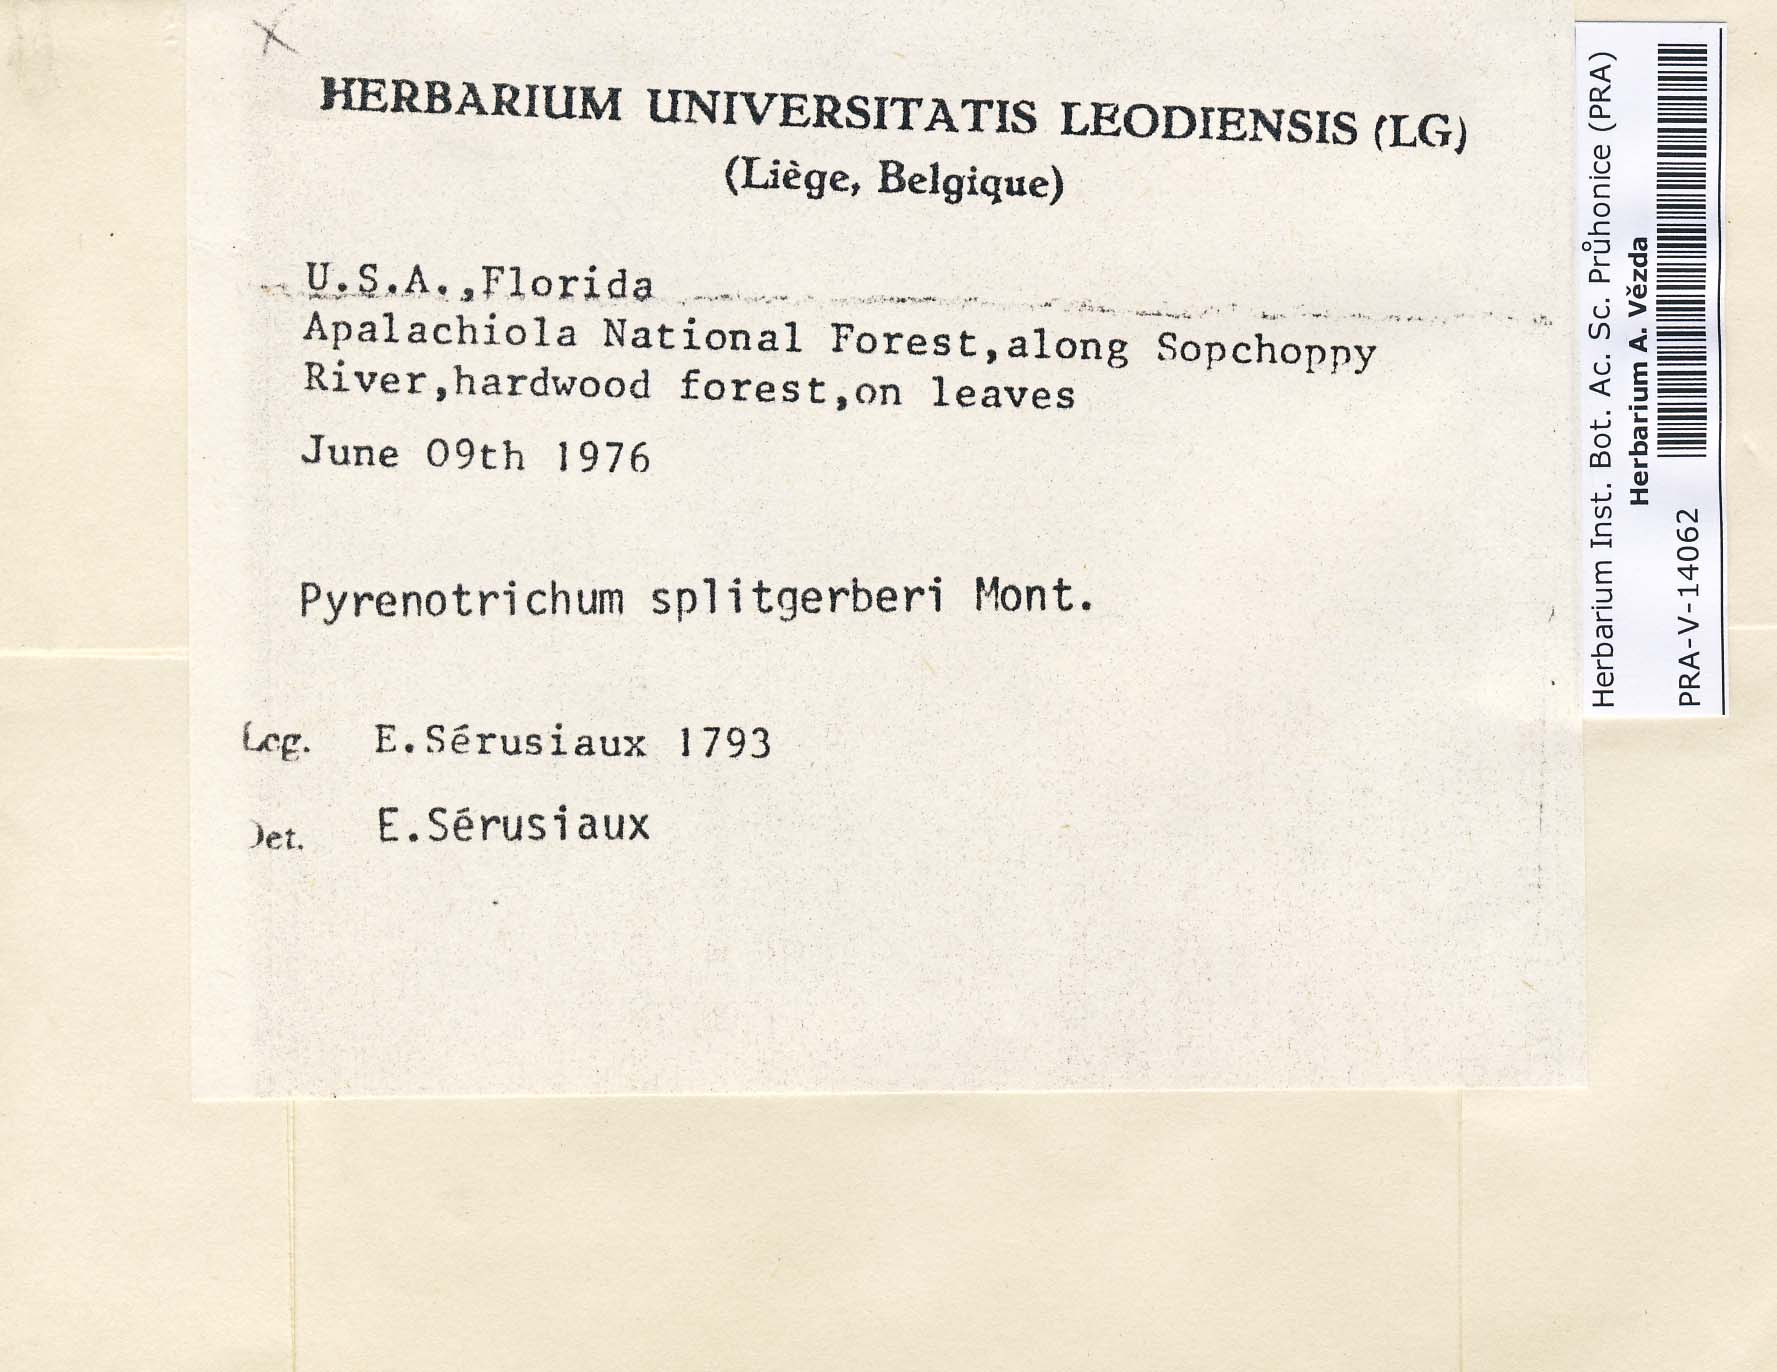 HERBARIUM UNIVERSITATIS LEODIENSIS (LG)
(Liège, Belgique)
U.S.A.,Florida
Apalachiola National Forest,along Sopchoppy
River,hardwood forest,on leaves
June 09th 1976
Pyrenotrichum splitgerberi Mont.
Leg. E.Sérusiaux 1793
Det. E.Sérusiaux
Herbarium Inst. Bot. Ac. Sc. Průhonice (PRA)
Herbarium A. Vězda
PRA-V-14062